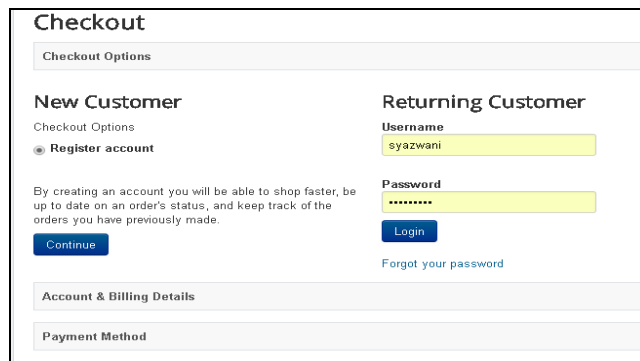 Checkout
Checkout Options
New Customer
Checkout Options
Register account
By creating an account you will be able to shop faster, be
up to date on an order's status, and keep track of the
orders you have previously made.
Continue
Returning Customer
Username
syazwani
Password
•••••••••
Login
Forgot your password
Account & Billing Details
Payment Method